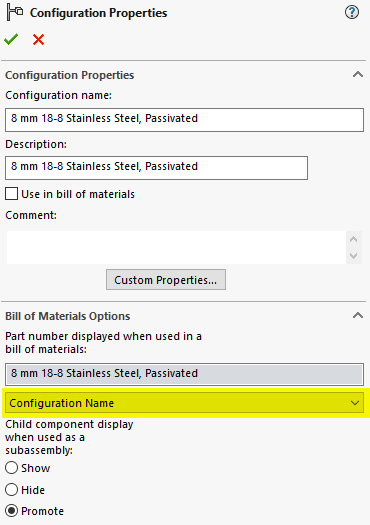 Configuration Properties
Configuration Properties
Configuration name:
8 mm 18-8 Stainless Steel, Passivated
Description:
8 mm 18-8 Stainless Steel, Passivated
Use in bill of materials
Comment:
Custom Properties...
Bill of Materials Options
Part number displayed when used in a
bill of materials:
8 mm 18-8 Stainless Steel, Passivated
Configuration Name
Child component display
when used as a
subassembly:
Show
Hide
Promote